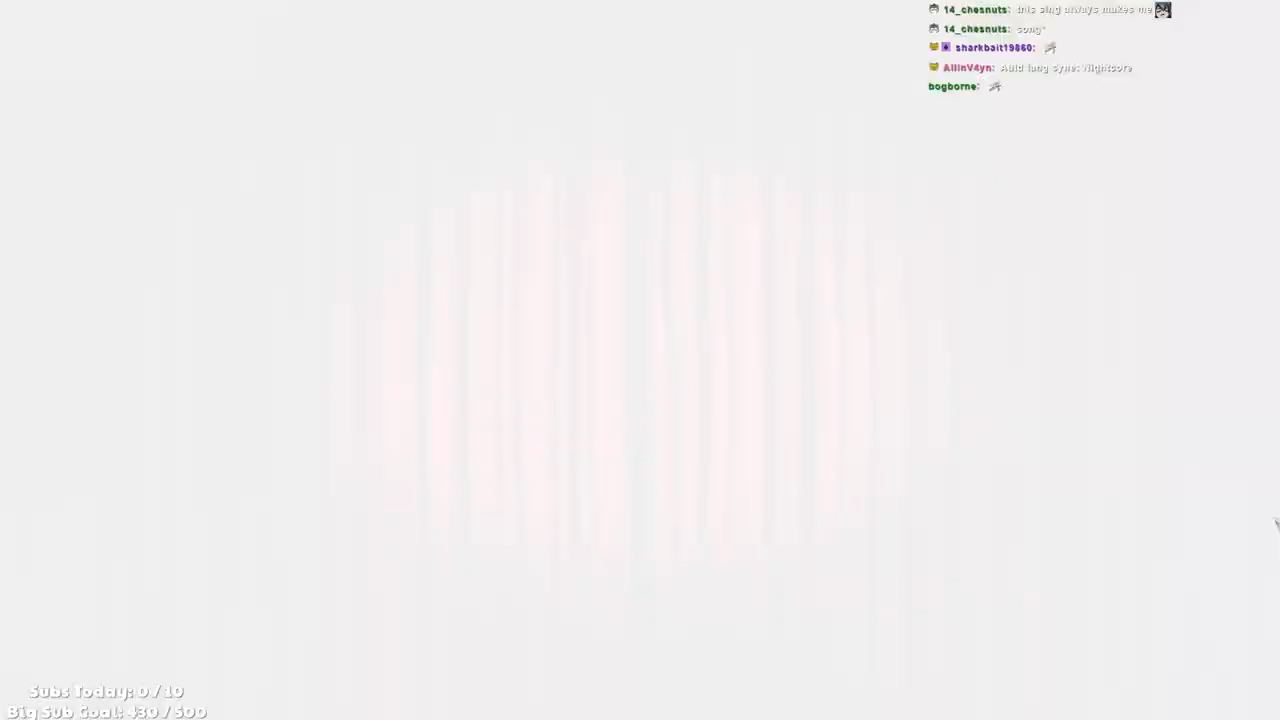 14_chesnuts: this sing always makes me
14_chesnuts: song*
sharkbait19860:
AllinV4yn: Auld lang syne: Nightcore
bogborne:
Subs Today: 0 / 10
Big Sub Goal: 430 / 500